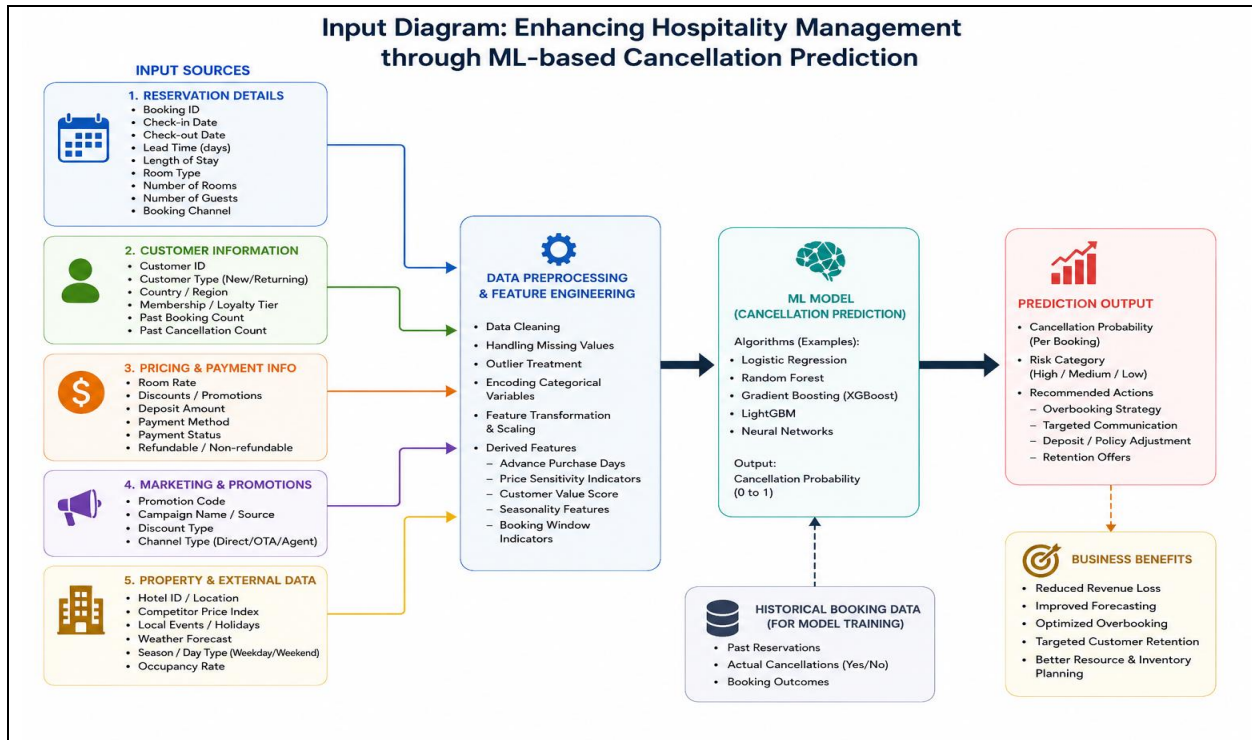 Input Diagram: Enhancing Hospitality Management
through ML-based Cancellation Prediction
INPUT SOURCES
1. RESERVATION DETAILS
• Booking ID
• Check-in Date
• Check-out Date
• Lead Time (days)
• Length of Stay
• Room Type
• Number of Rooms
• Number of Guests
• Booking Channel
2. CUSTOMER INFORMATION
• Customer ID
• Customer Type (New/Returning)
• Country / Region
• Membership / Loyalty Tier
• Past Booking Count
• Past Cancellation Count
3. PRICING & PAYMENT INFO
$
• Room Rate
• Discounts / Promotions
• Deposit Amount
• Payment Method
• Payment Status
• Refundable / Non-refundable
4. MARKETING & PROMOTIONS
• Promotion Code
• Campaign Name / Source
• Discount Type
• Channel Type (Direct/OTA/Agent)
5. PROPERTY & EXTERNAL DATA
• Hotel ID / Location
• Competitor Price Index
• Local Events / Holidays
• Weather Forecast
• Season / Day Type (Weekday/Weekend)
• Occupancy Rate
DATA PREPROCESSING
& FEATURE ENGINEERING
• Data Cleaning
• Handling Missing Values
• Outlier Treatment
• Encoding Categorical
Variables
• Feature Transformation
& Scaling
• Derived Features
– Advance Purchase Days
– Price Sensitivity Indicators
– Customer Value Score
– Seasonality Features
– Booking Window
Indicators
ML MODEL
(CANCELLATION PREDICTION)
Algorithms (Examples):
• Logistic Regression
• Random Forest
• Gradient Boosting (XGBoost)
• LightGBM
• Neural Networks
Output:
Cancellation Probability
(0 to 1)
HISTORICAL BOOKING DATA
(FOR MODEL TRAINING)
• Past Reservations
• Actual Cancellations (Yes/No)
• Booking Outcomes
PREDICTION OUTPUT
• Cancellation Probability
(Per Booking)
• Risk Category
(High / Medium / Low)
• Recommended Actions
– Overbooking Strategy
– Targeted Communication
– Deposit / Policy Adjustment
– Retention Offers
BUSINESS BENEFITS
• Reduced Revenue Loss
• Improved Forecasting
• Optimized Overbooking
• Targeted Customer Retention
• Better Resource & Inventory
Planning